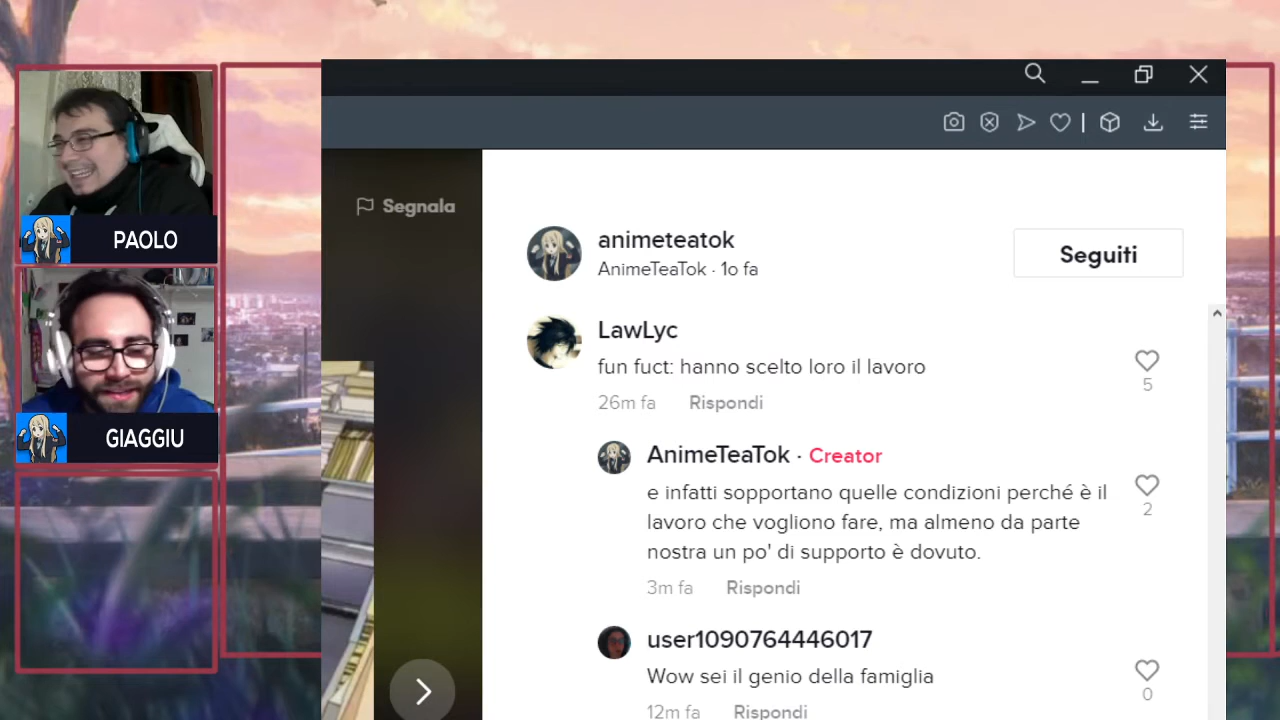 PAOLO
GIAGGIU
Segnala
animeteatok
AnimeTeaTok · 1o fa
Seguiti
LawLyc
fun fuct: hanno scelto loro il lavoro
5
26m fa Rispondi
AnimeTeaTok · Creator
e infatti sopportano quelle condizioni perché è il
lavoro che vogliono fare, ma almeno da parte
nostra un po' di supporto è dovuto.
2
3m fa Rispondi
user1090764446017
Wow sei il genio della famiglia
0
12m fa Rispondi